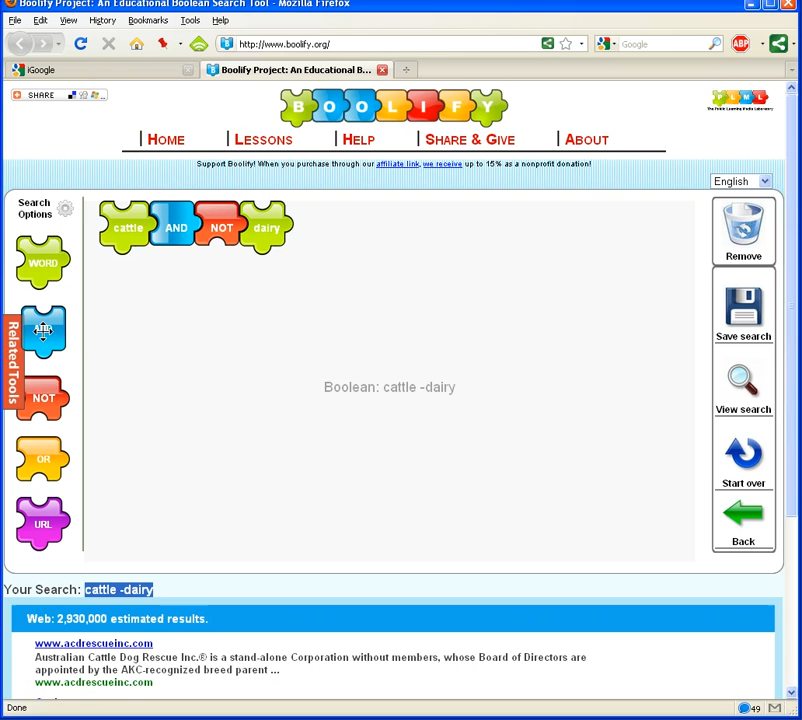 Boolify Project: An Educational Boolean Search Tool - Mozilla Firefox
File Edit View History Bookmarks Tools Help
http://www.boolify.org/
Google
ABP
iGoogle
Boolify Project: An Educational B...
SHARE
BOOLIFY
HOME LESSONS HELP SHARE & GIVE ABOUT
Support Boolify! When you purchase through our affiliate link, we receive up to 15% as a nonprofit donation!
English
Search
Options
WORD
NOT
OR
URL
Related Tools
cattle AND NOT dairy
Boolean: cattle -dairy
Remove
Save search
View search
Start over
Back
Your Search: cattle -dairy
Web: 2,930,000 estimated results.
www.acdrescueinc.com
Australian Cattle Dog Rescue Inc.® is a stand-alone Corporation without members, whose Board of Directors are
appointed by the AKC-recognized breed parent ...
www.acdrescueinc.com
Done
49